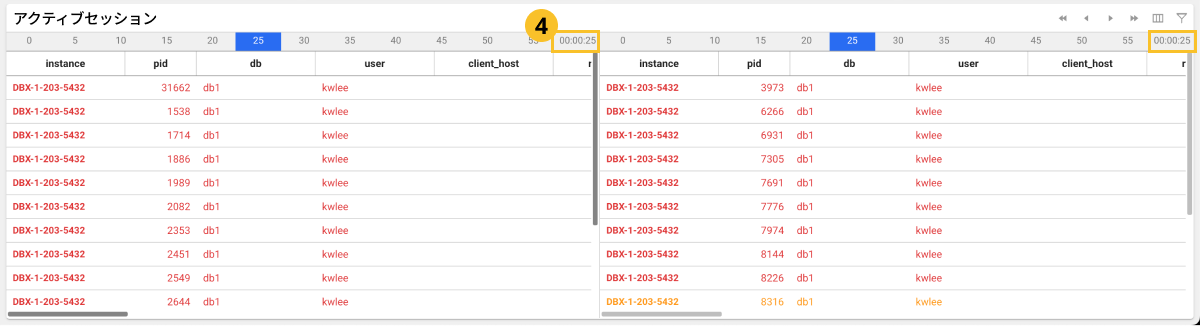 アクティブセッション
4
0 5 10 15 20 25 30 35 40 45 50 55 00:00:25 0 5 10 15 20 25 30 35 40 45 50 55 00:00:25
instance pid db user client_host r instance pid db user client_host r
DBX-1-203-5432 31662 db1 kwlee DBX-1-203-5432 3973 db1 kwlee
DBX-1-203-5432 1538 db1 kwlee DBX-1-203-5432 6266 db1 kwlee
DBX-1-203-5432 1714 db1 kwlee DBX-1-203-5432 6931 db1 kwlee
DBX-1-203-5432 1886 db1 kwlee DBX-1-203-5432 7305 db1 kwlee
DBX-1-203-5432 1989 db1 kwlee DBX-1-203-5432 7691 db1 kwlee
DBX-1-203-5432 2082 db1 kwlee DBX-1-203-5432 7776 db1 kwlee
DBX-1-203-5432 2353 db1 kwlee DBX-1-203-5432 7974 db1 kwlee
DBX-1-203-5432 2451 db1 kwlee DBX-1-203-5432 8144 db1 kwlee
DBX-1-203-5432 2549 db1 kwlee DBX-1-203-5432 8226 db1 kwlee
DBX-1-203-5432 2644 db1 kwlee DBX-1-203-5432 8316 db1 kwlee